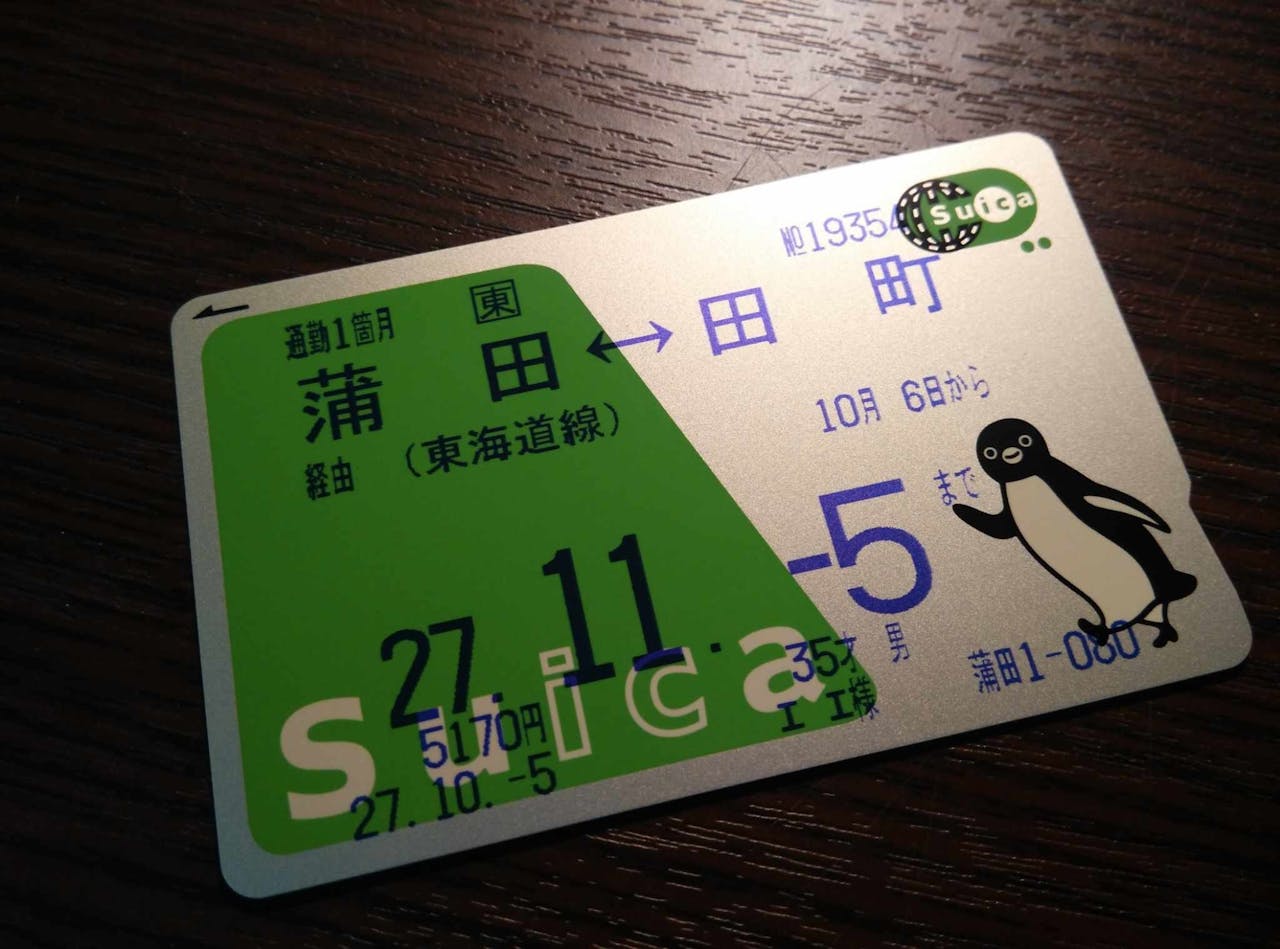 Suica
№19354
通勤1箇月 東
蒲田←→田町
(東海道線)
経由
10月 6日から
27.11.-5まで
35才 男
エ エ様
蒲田1-080
5170円
27.10.-5
Suica